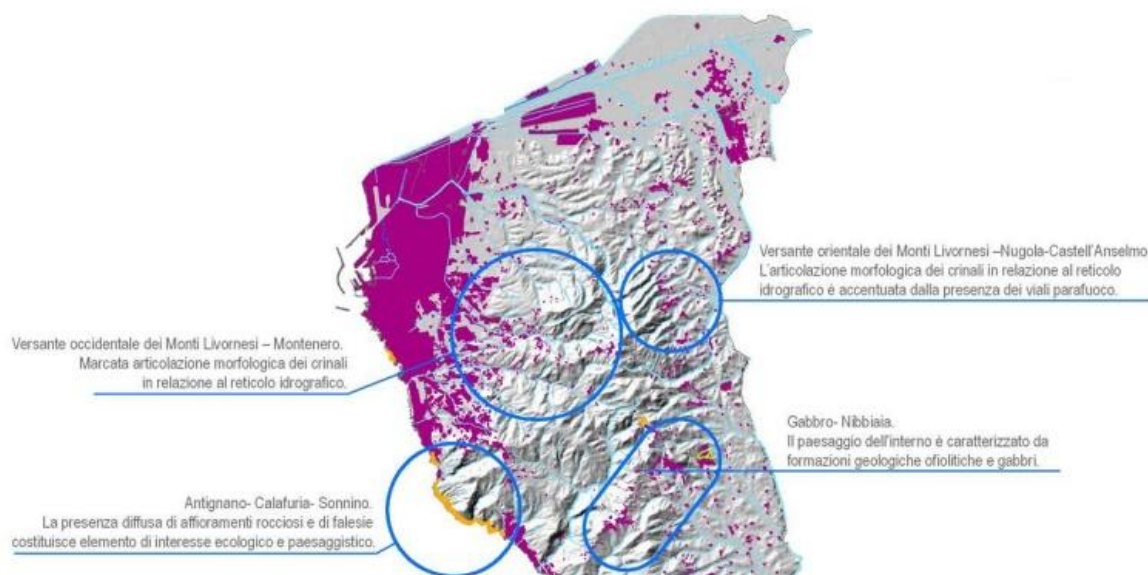 Versante orientale dei Monti Livornesi –Nugola-Castell'Anselmo
L'articolazione morfologica dei crinali in relazione al reticolo
idrografico è accentuata dalla presenza dei viali parafuoco.
Versante occidentale dei Monti Livornesi – Montenero.
Marcata articolazione morfologica dei crinali
in relazione al reticolo idrografico.
Gabbro- Nibbiaia.
Il paesaggio dell'interno è caratterizzato da
formazioni geologiche ofiolitiche e gabbri.
Antignano- Calafuria- Sonnino.
La presenza diffusa di affioramenti rocciosi e di falesie
costituisce elemento di interesse ecologico e paesaggistico.